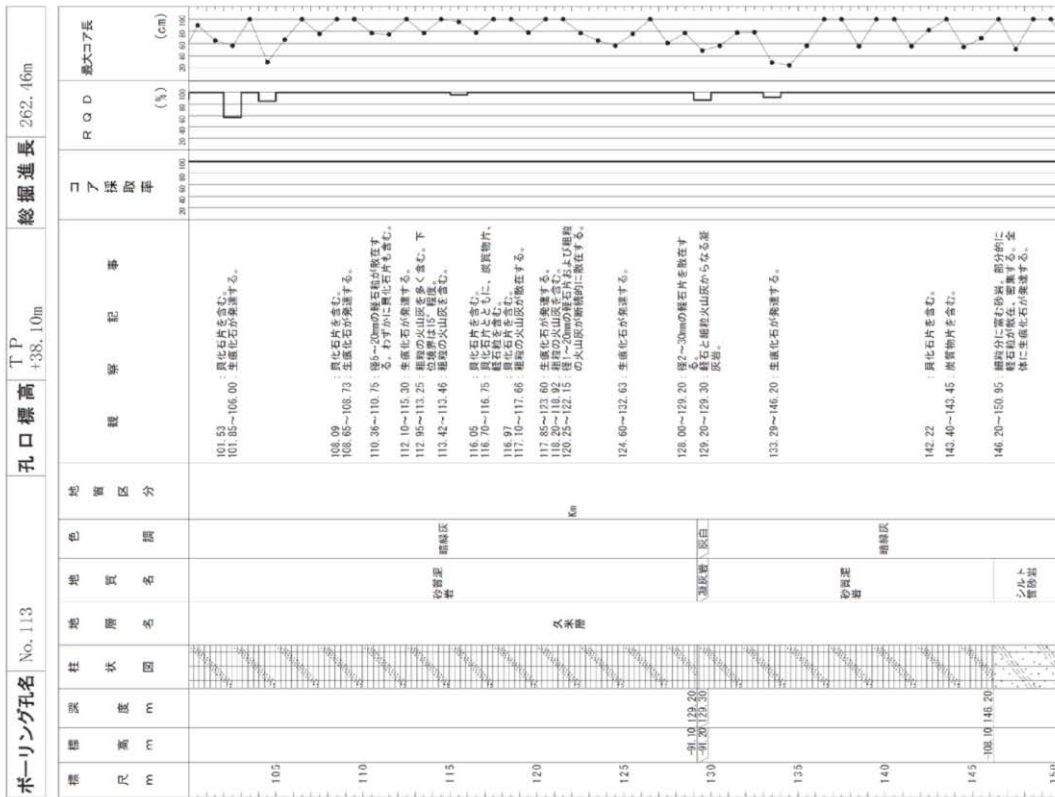 ボーリング孔名 No. 113 孔口標高 T P +38.10m 総掘進長 262.46m
標尺 m
標高 m
深度 m
柱状図
地層名
地質名
色調
地質区分
観察記事
コア採取率
20 40 60 80 100
R Q D (%)
20 40 60 80 100
最大コア長 (cm)
20 40 60 80 100
105
110
115
120
125
130
135
140
145
150
-91.10 129.20
-91.20 129.30
-108.10 146.20
久米層
砂質泥岩
凝灰岩
砂質泥岩
シルト質砂岩
暗緑灰
灰白
暗緑灰
Km
101.53 : 貝化石片を含む。
101.85～106.00 : 生痕化石が発達する。
108.09 : 貝化石片を含む。
108.65～108.73 : 生痕化石が発達する。
110.36～110.75 : 径5～20mmの軽石粒が散在する。わずかに貝化石片も含む。
112.10～115.30 : 生痕化石が発達する。
112.95～113.25 : 粗粒の火山灰を多く含む。下位境界は15°程度。
113.42～113.46 : 粗粒の火山灰を含む。
116.05 : 貝化石片を含む。
116.70～116.75 : 貝化石片とともに、炭質物片、軽石粒を含む。
116.97 : 貝化石片を含む。
117.10～117.66 : 粗粒の火山灰が散在する。
117.85～123.60 : 生痕化石が発達する。
118.20～118.92 : 粗粒の火山灰を含む。
120.25～122.15 : 径1～20mmの軽石片および粗粒の火山灰が断続的に散在する。
124.60～132.63 : 生痕化石が発達する。
128.00～129.20 : 径2～30mmの軽石片を散在する。
129.20～129.30 : 軽石と細粒火山灰からなる凝灰岩。
133.29～146.20 : 生痕化石が発達する。
142.22 : 貝化石片を含む。
143.40～143.45 : 炭質物片を含む。
146.20～150.95 : 細粒分に富む砂岩。部分的に軽石粒が散在、密集する。全体に生痕化石が発達する。